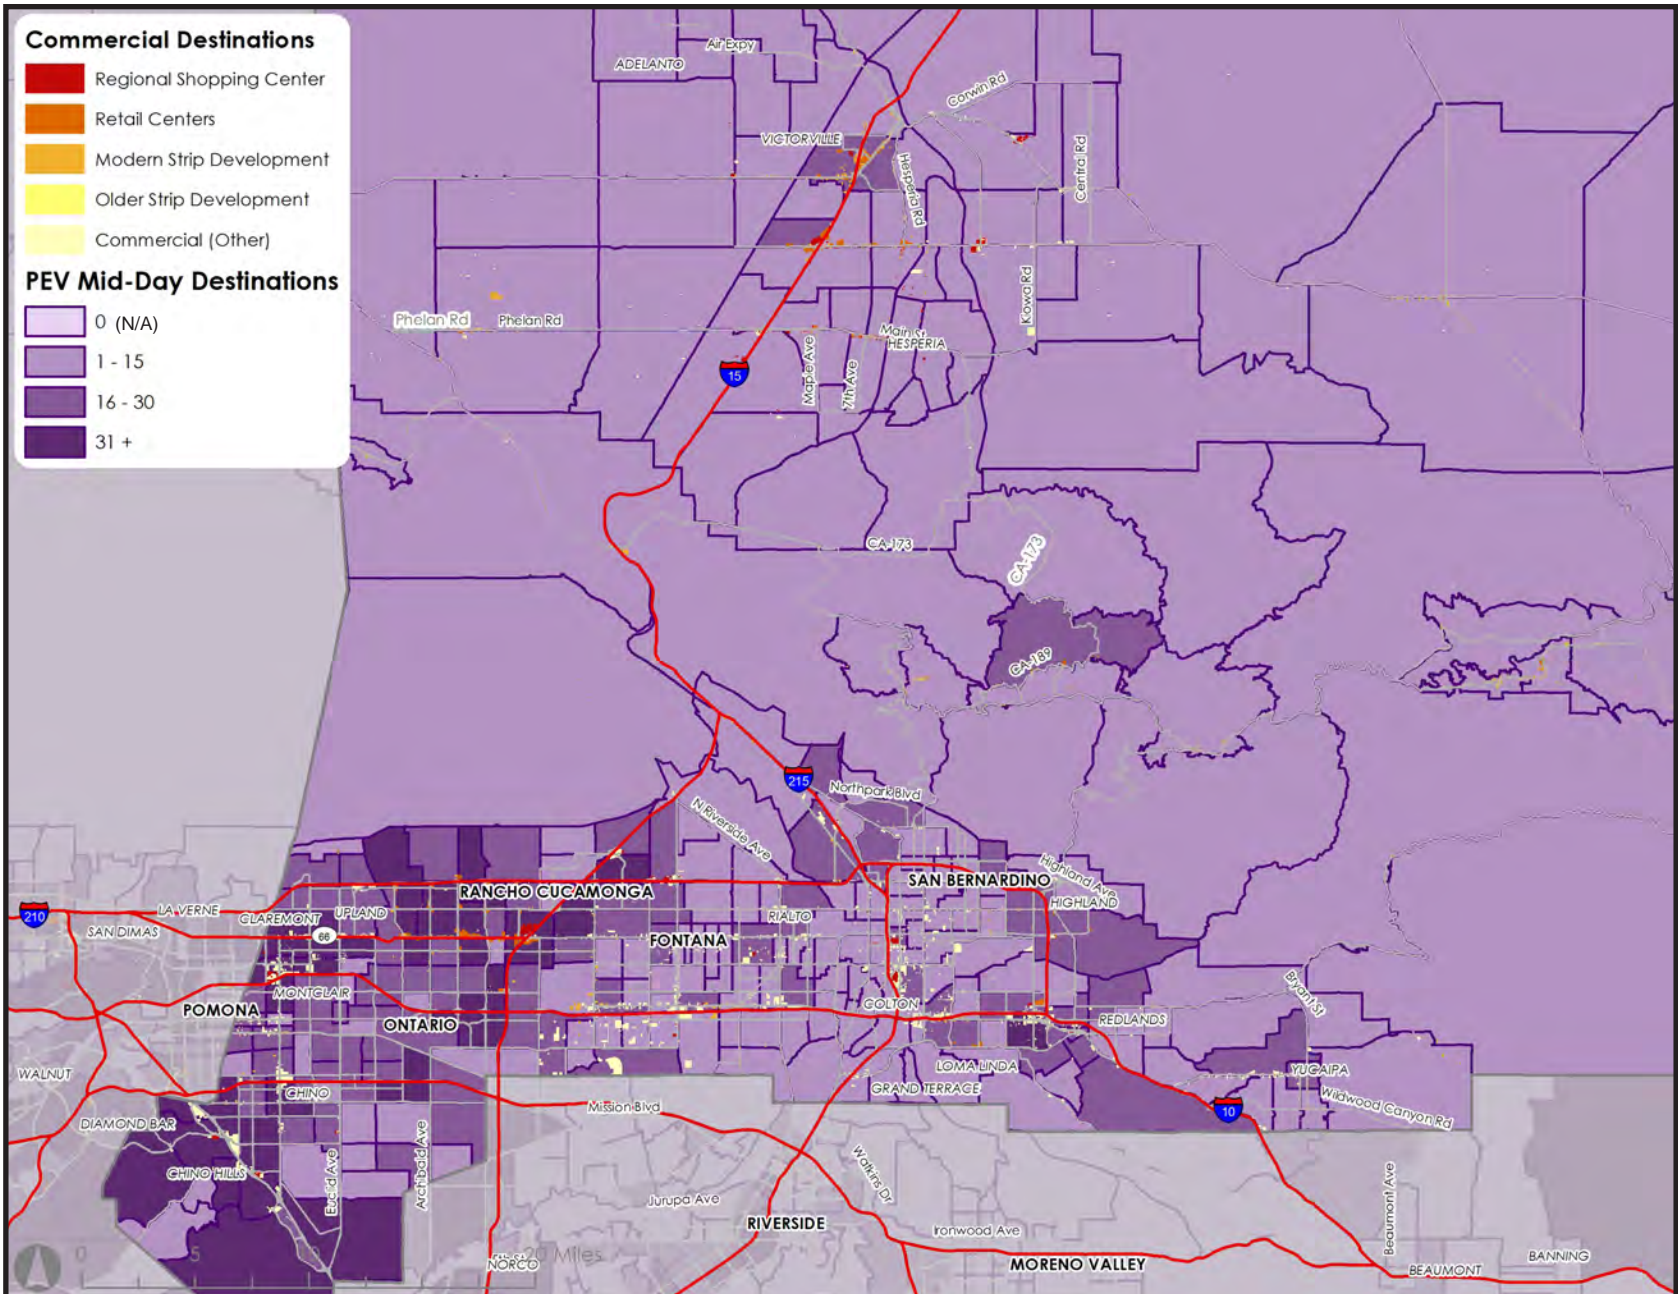 Commercial Destinations
Regional Shopping Center
Retail Centers
Modern Strip Development
Older Strip Development
Commercial (Other)
PEV Mid-Day Destinations
0 (N/A)
1 - 15
16 - 30
31 +
Air Expy
ADELANTO
Corwin Rd
VICTORVILLE
Central Rd
Hesperia Rd
Kiowa Rd
Phelan Rd
Phelan Rd
Main St
HESPERIA
Maple Ave
7th Ave
15
CA-173
CA-173
CA-189
215
Northpark Blvd
N Riverside Ave
Highland Ave
RANCHO CUCAMONGA
SAN BERNARDINO
HIGHLAND
210
LA VERNE
CLAREMONT
UPLAND
RIALTO
SAN DIMAS
66
FONTANA
MONTCLAIR
POMONA
ONTARIO
COLTON
REDLANDS
Bryant St
WALNUT
LOMA LINDA
YUCAIPA
CHINO
GRAND TERRACE
Wildwood Canyon Rd
Mission Blvd
10
DIAMOND BAR
CHINO HILLS
Euclid Ave
Archibald Ave
Watkins Dr
Jurupa Ave
RIVERSIDE
Ironwood Ave
Beaumont Ave
MORENO VALLEY
BANNING
BEAUMONT
NORCO
0 5 20 Miles